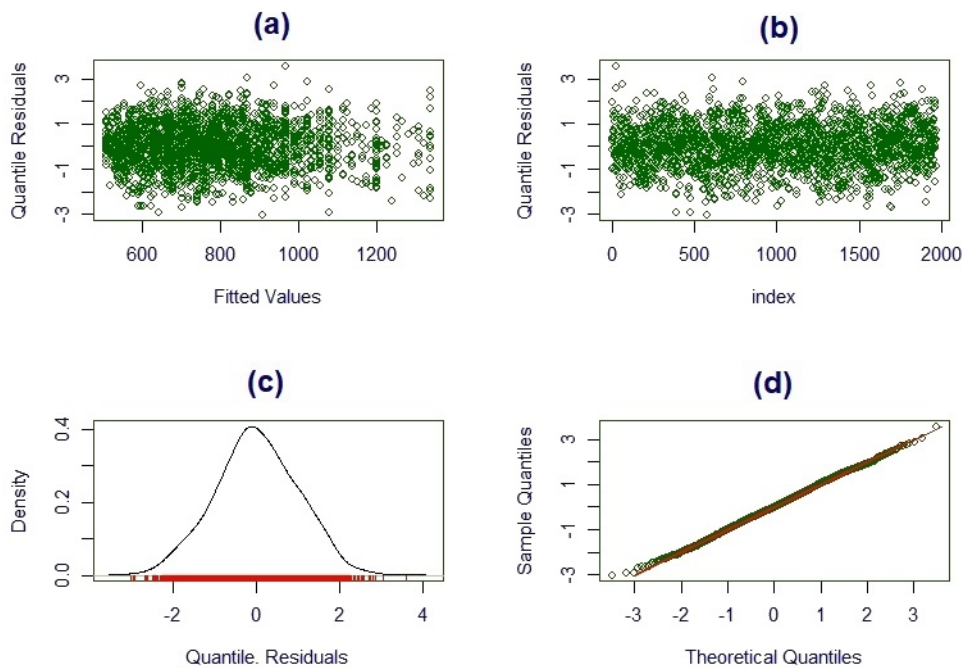 (a)
Quantile Residuals
3
1
-1
-3
600 800 1000 1200
Fitted Values
(b)
Quantile Residuals
3
1
-1
-3
0 500 1000 1500 2000
index
(c)
Density
0.4
0.2
0.0
-2 0 2 4
Quantile. Residuals
(d)
Sample Quantiles
3
1
-1
-3
-3 -2 -1 0 1 2 3
Theoretical Quantiles